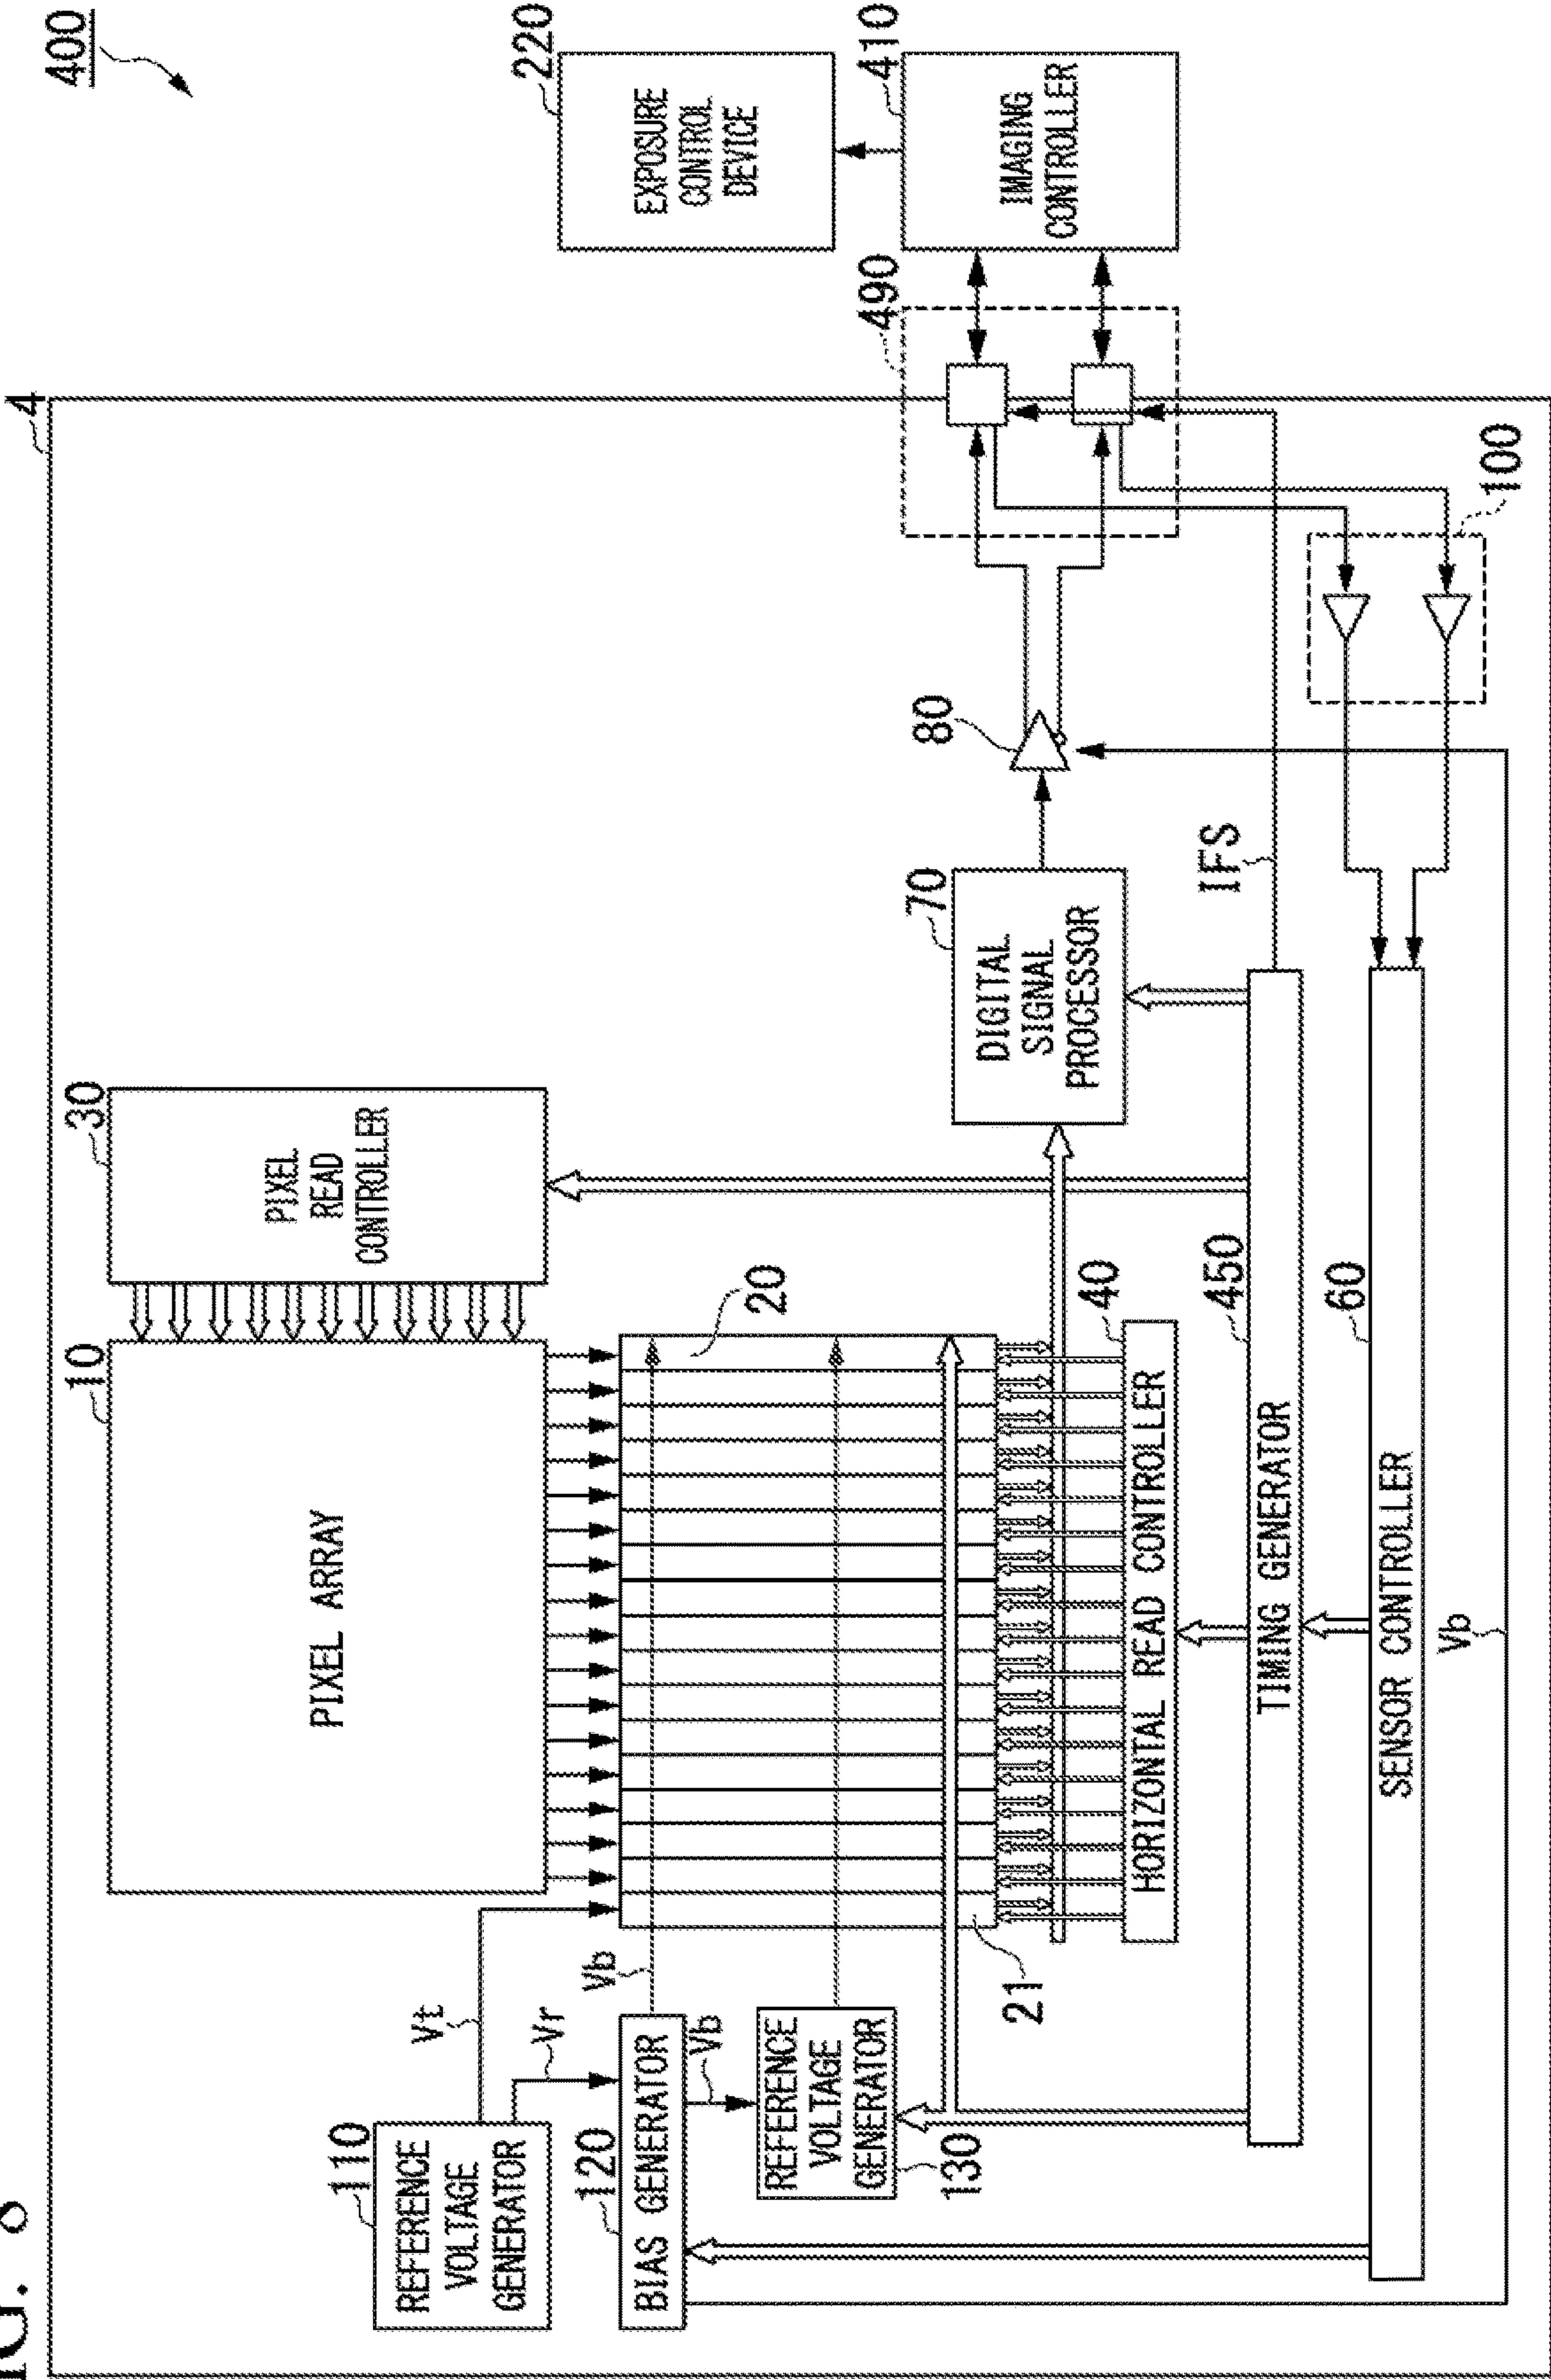 FIG. 8
400
4
110
REFERENCE
VOLTAGE
GENERATOR
Vt
Vr
10
PIXEL ARRAY
30
PIXEL
READ
CONTROLLER
220
EXPOSURE
CONTROL
DEVICE
120
BIAS GENERATOR
Vb
Vb
20
REFERENCE
VOLTAGE
GENERATOR
130
21
40
HORIZONTAL READ CONTROLLER
70
DIGITAL
SIGNAL
PROCESSOR
80
490
410
IMAGING
CONTROLLER
450
TIMING GENERATOR
IFS
60
SENSOR CONTROLLER
100
Vb